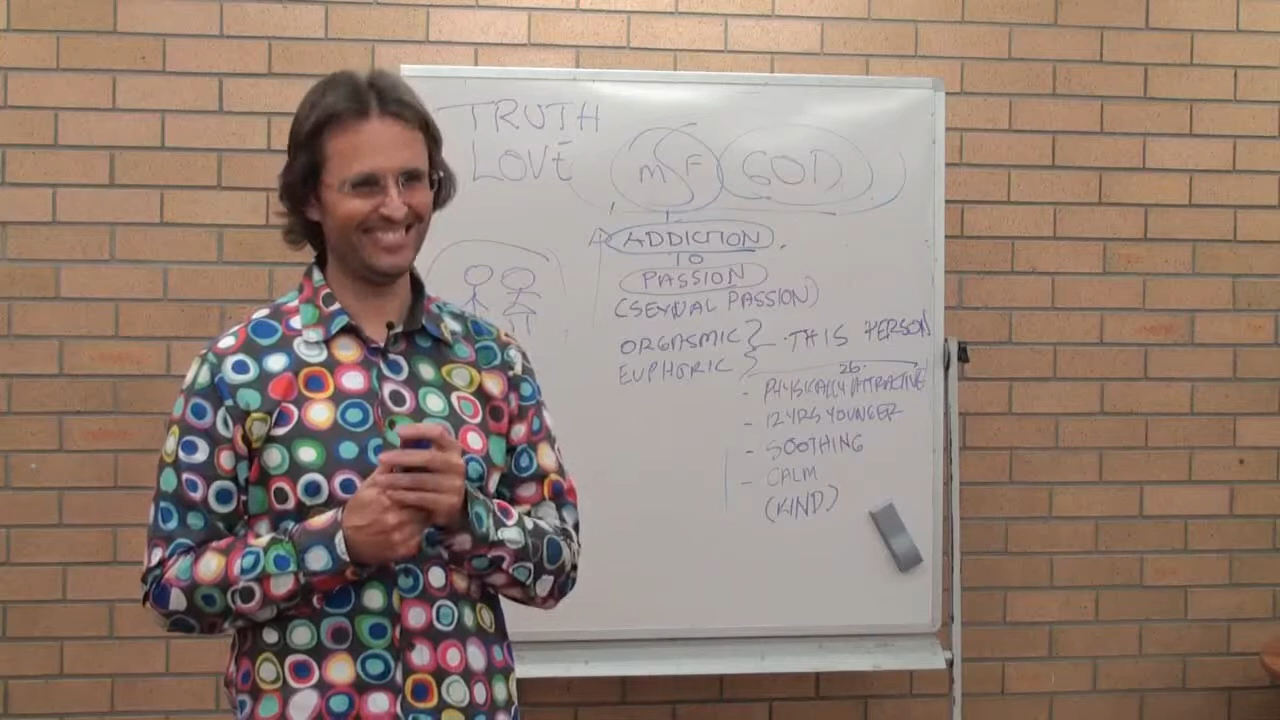 TRUTH
LOVE
M F GOD
ADDICTION
TO
PASSION
(SEXUAL PASSION)
ORGASMIC
EUPHORIC
THIS PERSON
26
- PHYSICALLY ATTRACTIVE
- 12 YRS YOUNGER
- SOOTHING
- CALM
(KIND)